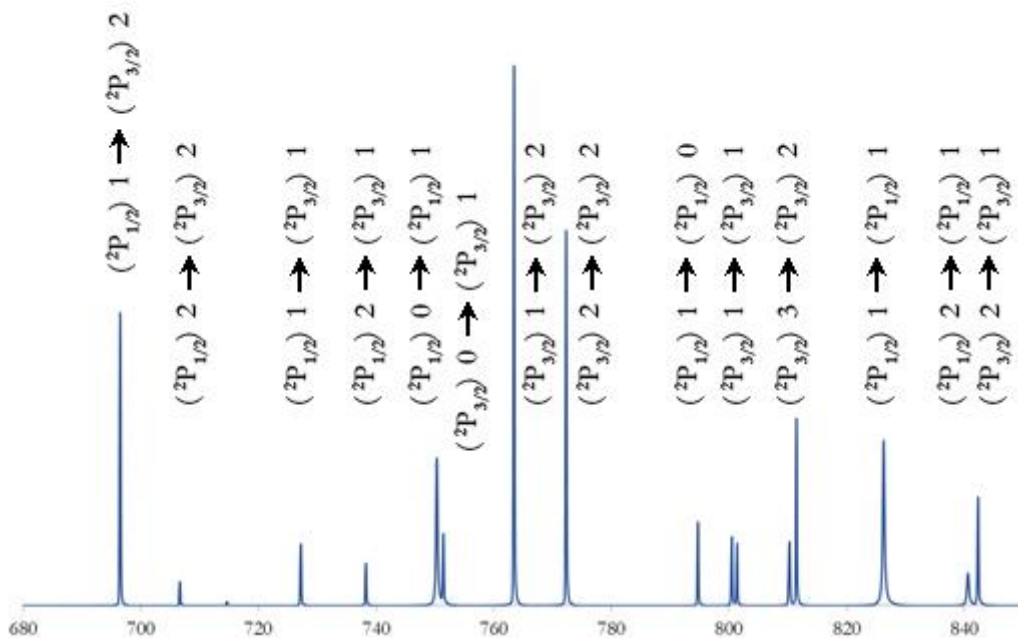 (²P₁/₂) 1 → (²P₃/₂) 2
(²P₁/₂) 2 → (²P₃/₂) 2
(²P₁/₂) 1 → (²P₃/₂) 1
(²P₁/₂) 2 → (²P₃/₂) 1
(²P₁/₂) 0 → (²P₁/₂) 1
(²P₃/₂) 0 → (²P₃/₂) 1
(²P₃/₂) 1 → (²P₃/₂) 2
(²P₃/₂) 2 → (²P₃/₂) 2
(²P₁/₂) 1 → (²P₁/₂) 0
(²P₃/₂) 1 → (²P₃/₂) 1
(²P₃/₂) 3 → (²P₃/₂) 2
(²P₁/₂) 1 → (²P₁/₂) 1
(²P₁/₂) 2 → (²P₁/₂) 1
(²P₃/₂) 2 → (²P₃/₂) 1
680 700 720 740 760 780 800 820 840